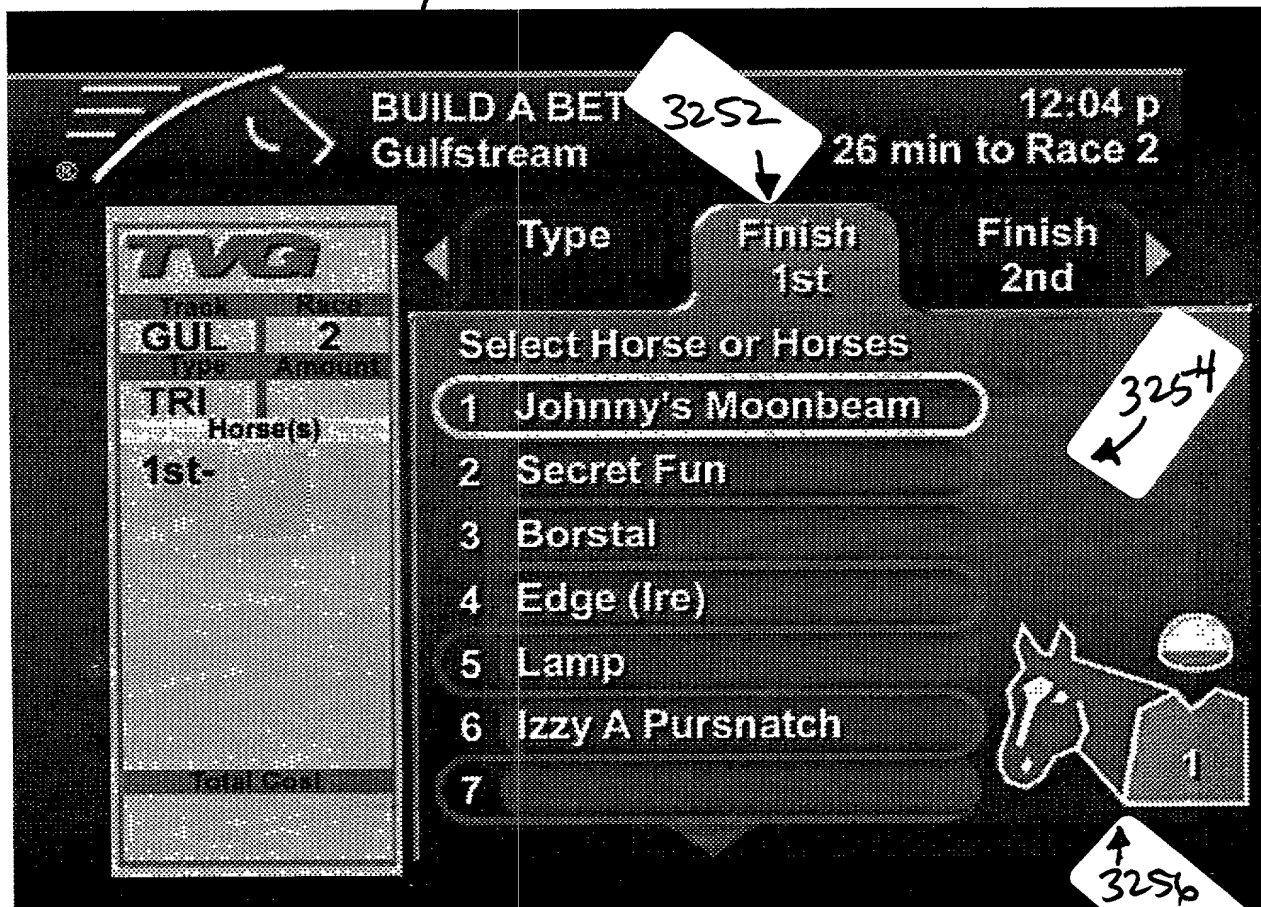 BUILD A BET
Gulfstream
12:04 p
26 min to Race 2
3252
®
TVG
Track Race
GUL 2
Type Amount
TRI
Horse(s)
1st-
Total Cost
Type
Finish
1st
Finish
2nd
Select Horse or Horses
1 Johnny's Moonbeam
2 Secret Fun
3 Borstal
4 Edge (Ire)
5 Lamp
6 Izzy A Pursnatch
7
3254
1
3256